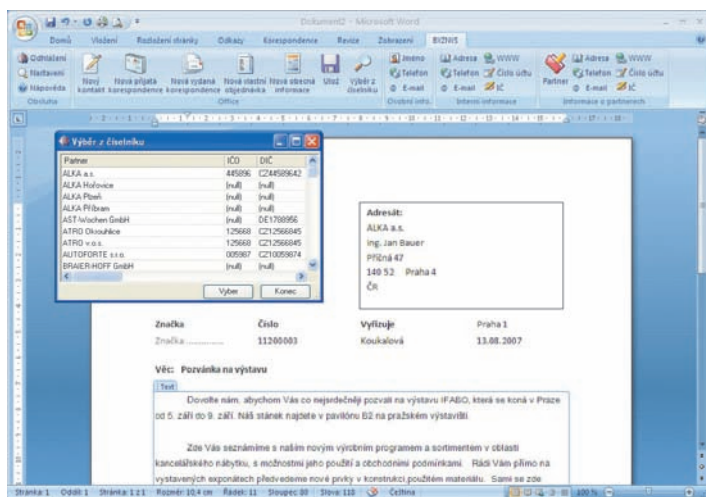 Dokument2 - Microsoft Word
Domů Vložení Rozložení stránky Odkazy Korespondence Revize Zobrazení BYZNYS
Odhlášení
Nastavení
Nápověda
Obsluha
Nový kontakt
Nová přijatá korespondence
Nová vydaná korespondence
Nová vlastní objednávka
Nová obecná informace
Ulož
Výběr z číselníku
Office
Jméno
Telefon
E-mail
Osobní info.
Adresa WWW
Telefon Číslo účtu
E-mail IČ
Interní informace
Partner
Adresa WWW
Telefon Číslo účtu
E-mail IČ
Informace o partnerech
Výběr z číselníku
Partner IČO DIČ
ALKA a.s. 445896 CZ44589642
ALKA Hořovice (null) (null)
ALKA Plzeň (null) (null)
ALKA Příbram (null) (null)
AST-Wochen GmbH (null) DE1788956
ATRO Okrouhlice 125668 CZ12566845
ATRO v.o.s. 125668 CZ12566845
AUTOFORTE s.r.o. 005987 CZ10059874
BRAIER-HOFF GmbH (null) (null)
Vyber Konec
Adresát:
ALKA a.s.
ing. Jan Bauer
Příčná 47
140 52 Praha 4
ČR
Značka Číslo Vyřizuje Praha 1
Značka .............. 11200003 Koukalová 13.08.2007
Věc: Pozvánka na výstavu
Text
Dovolte nám, abychom Vás co nejsrdečněji pozvali na výstavu IFABO, která se koná v Praze
od 5. září do 9. září. Náš stánek najdete v pavilónu B2 na pražském výstavišti.
Zde Vás seznámíme s naším novým výrobním programem a sortimentem v oblasti
kancelářského nábytku, s možnostmi jeho použití a obchodními podmínkami. Rádi Vám přímo na
vystavených exponátech předvedeme nové prvky v konstrukci použitém materiálu. Sami se zde
Stránka: 1 Oddíl: 1 Stránka: 1 z 1 Rozměr: 10,4 cm Řádek: 11 Sloupec: 80 Slova: 110 Čeština 100 %